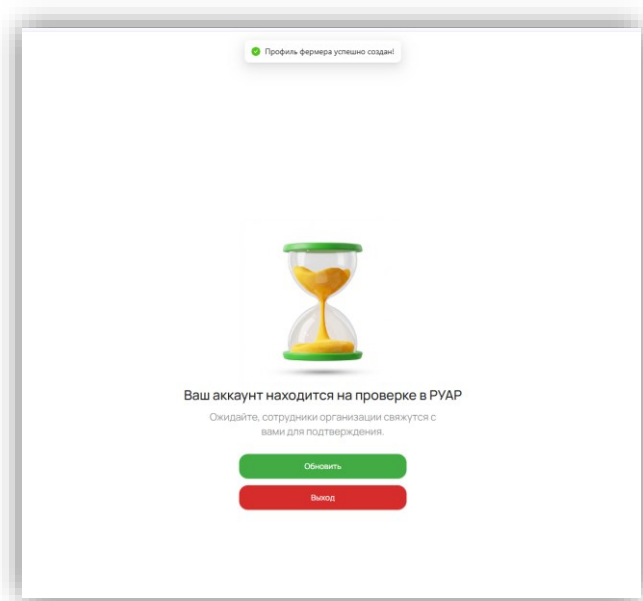 Профиль фермера успешно создан!
Ваш аккаунт находится на проверке в РУАР
Ожидайте, сотрудники организации свяжутся с
вами для подтверждения.
Обновить
Выход